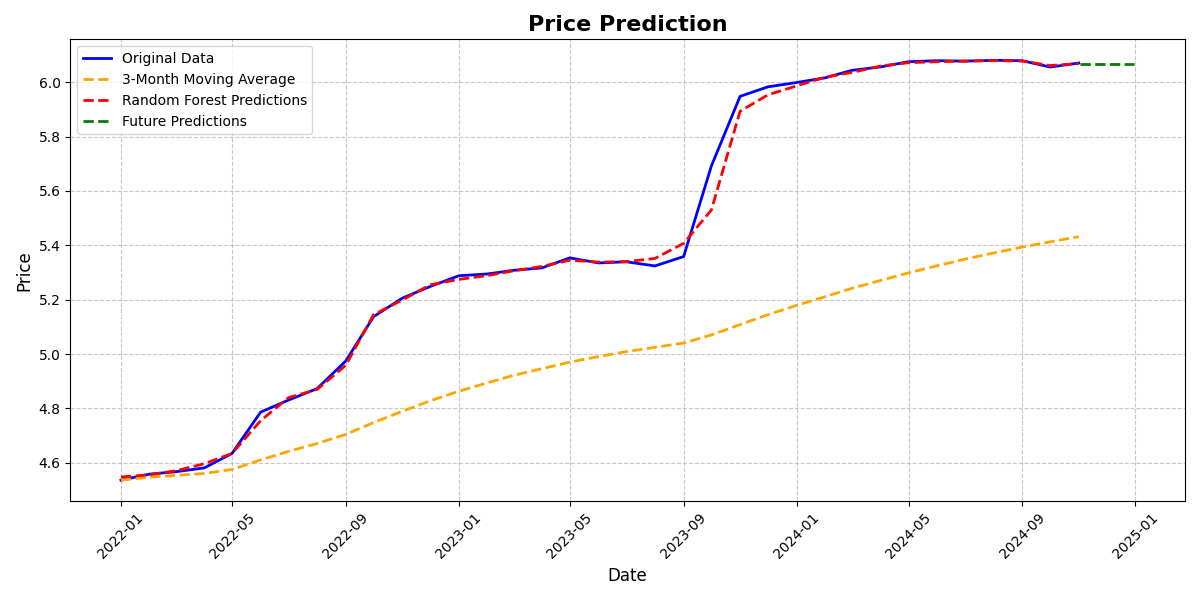 Price Prediction
Original Data
3-Month Moving Average
Random Forest Predictions
Future Predictions
Price
6.0
5.8
5.6
5.4
5.2
5.0
4.8
4.6
2022-01
2022-05
2022-09
2023-01
2023-05
2023-09
2024-01
2024-05
2024-09
2025-01
Date